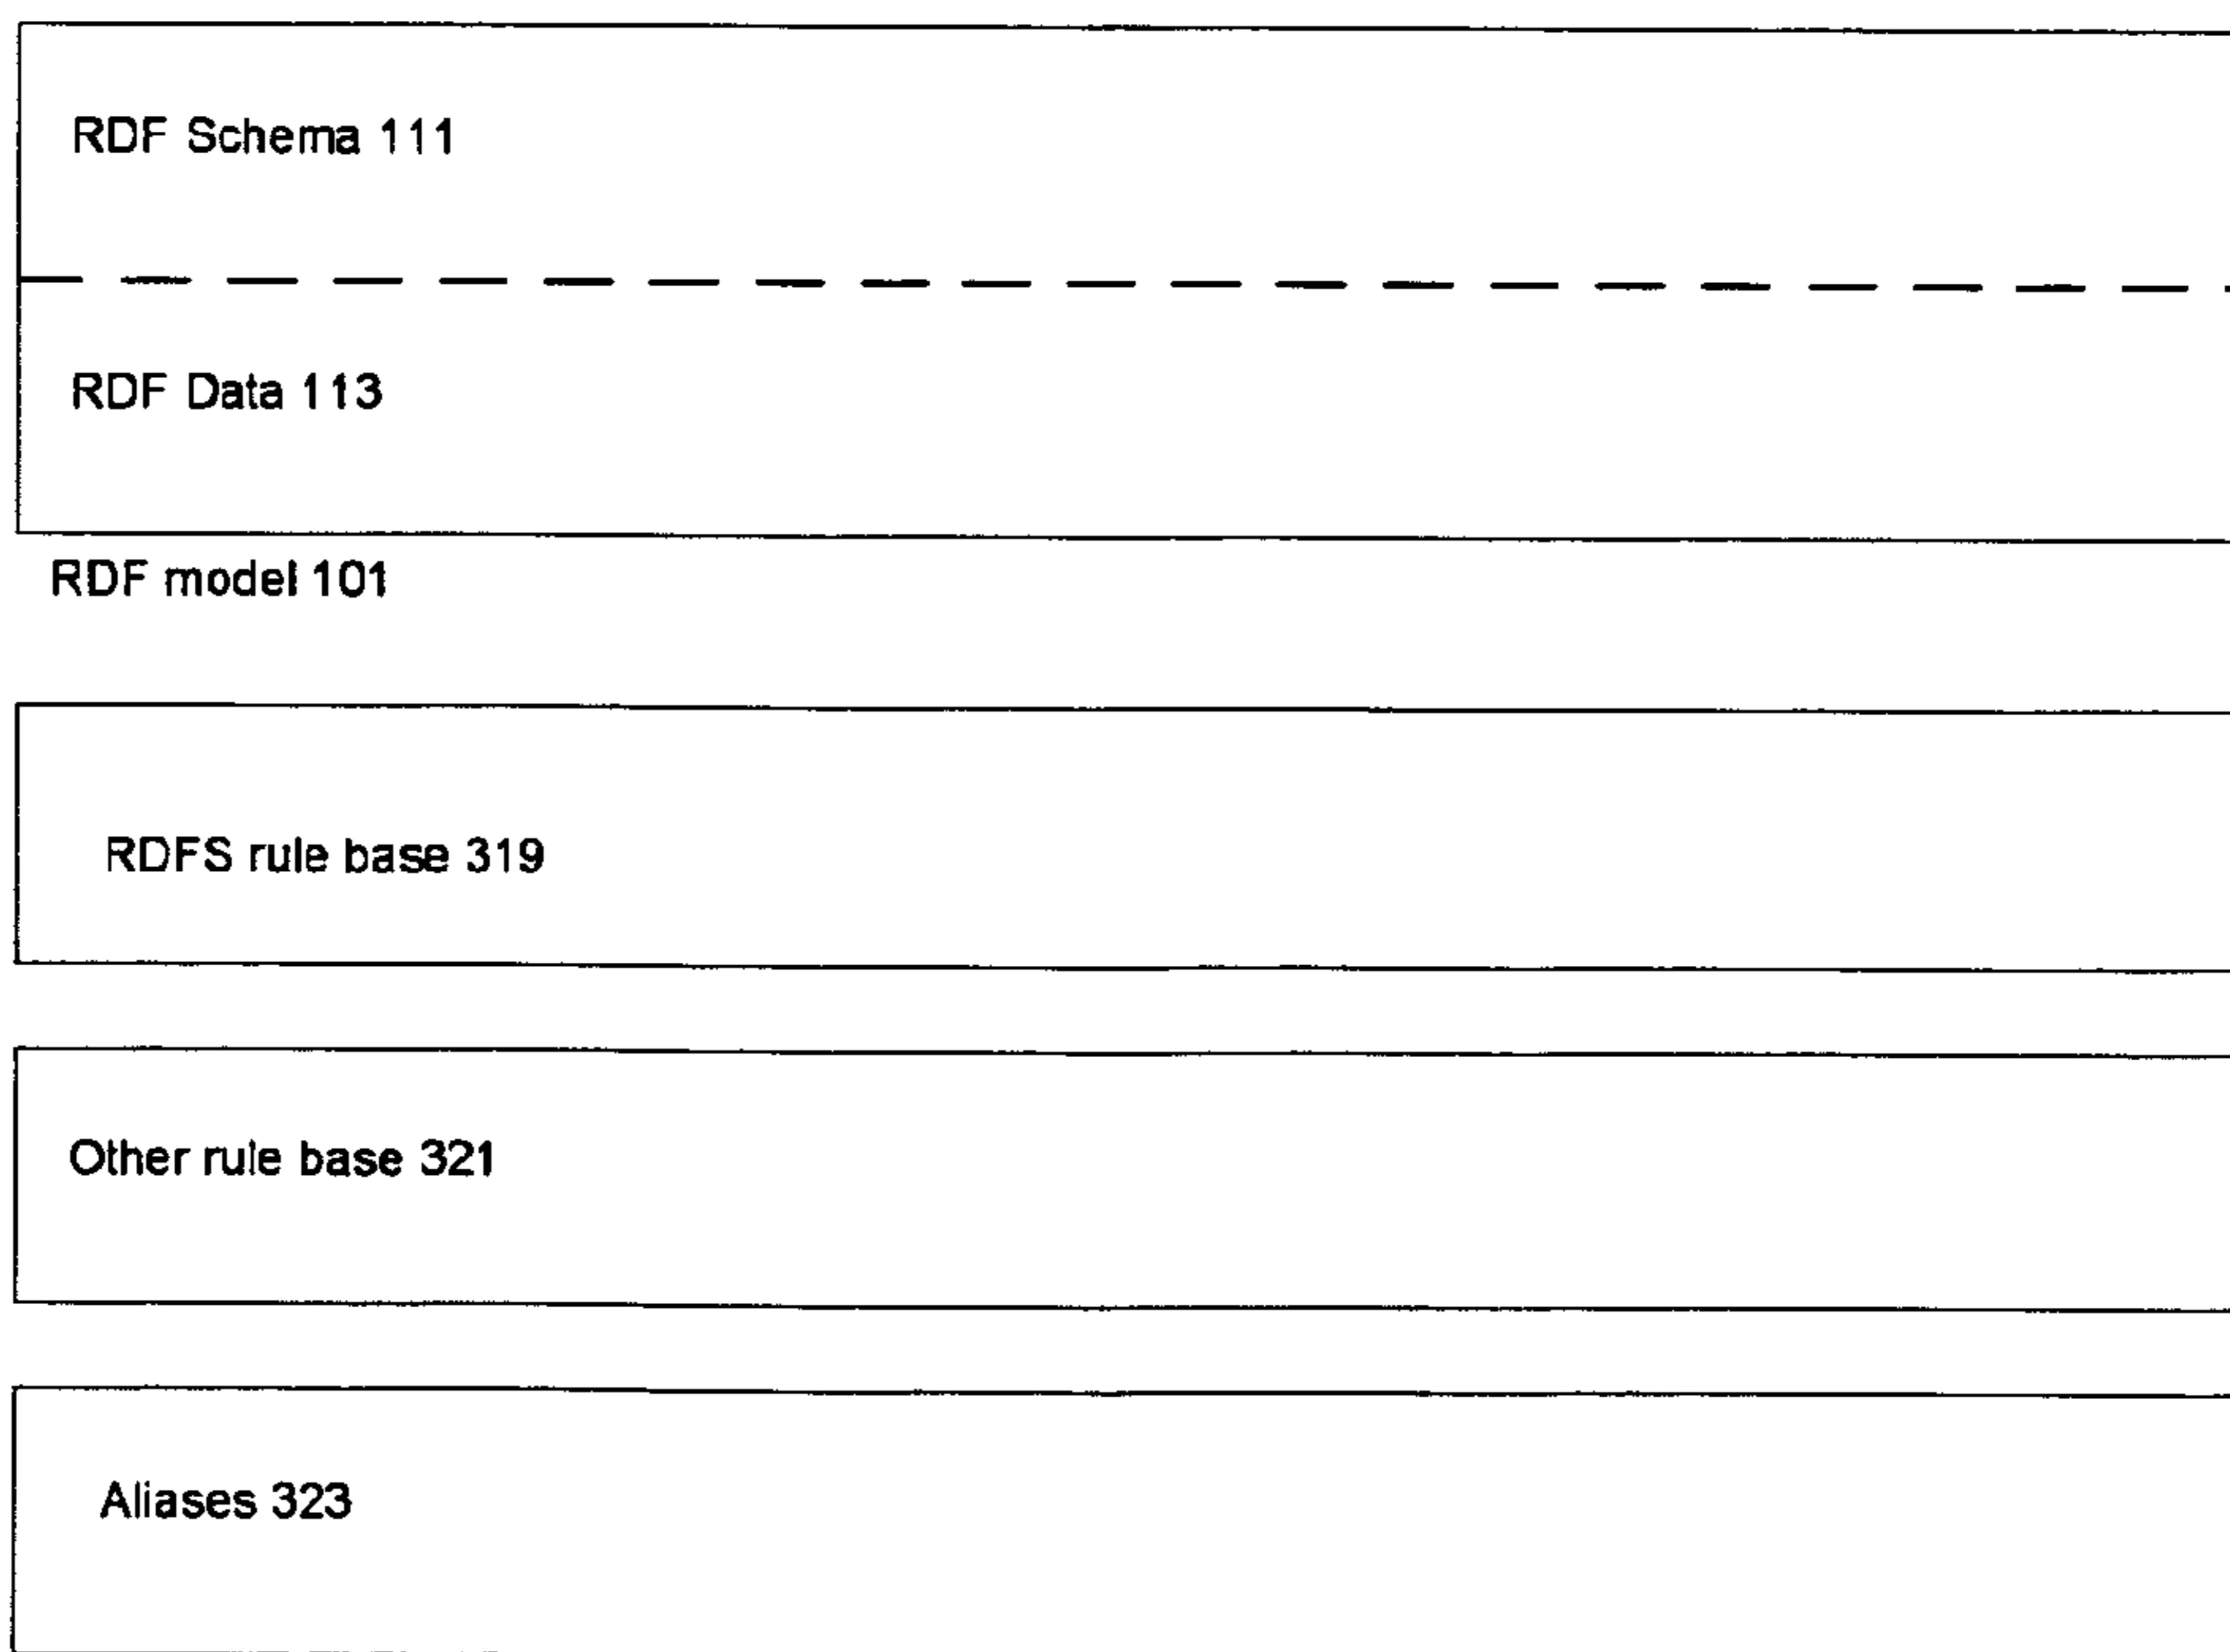 RDF Schema 111
RDF Data 113
RDF model 101
RDFS rule base 319
Other rule base 321
Aliases 323